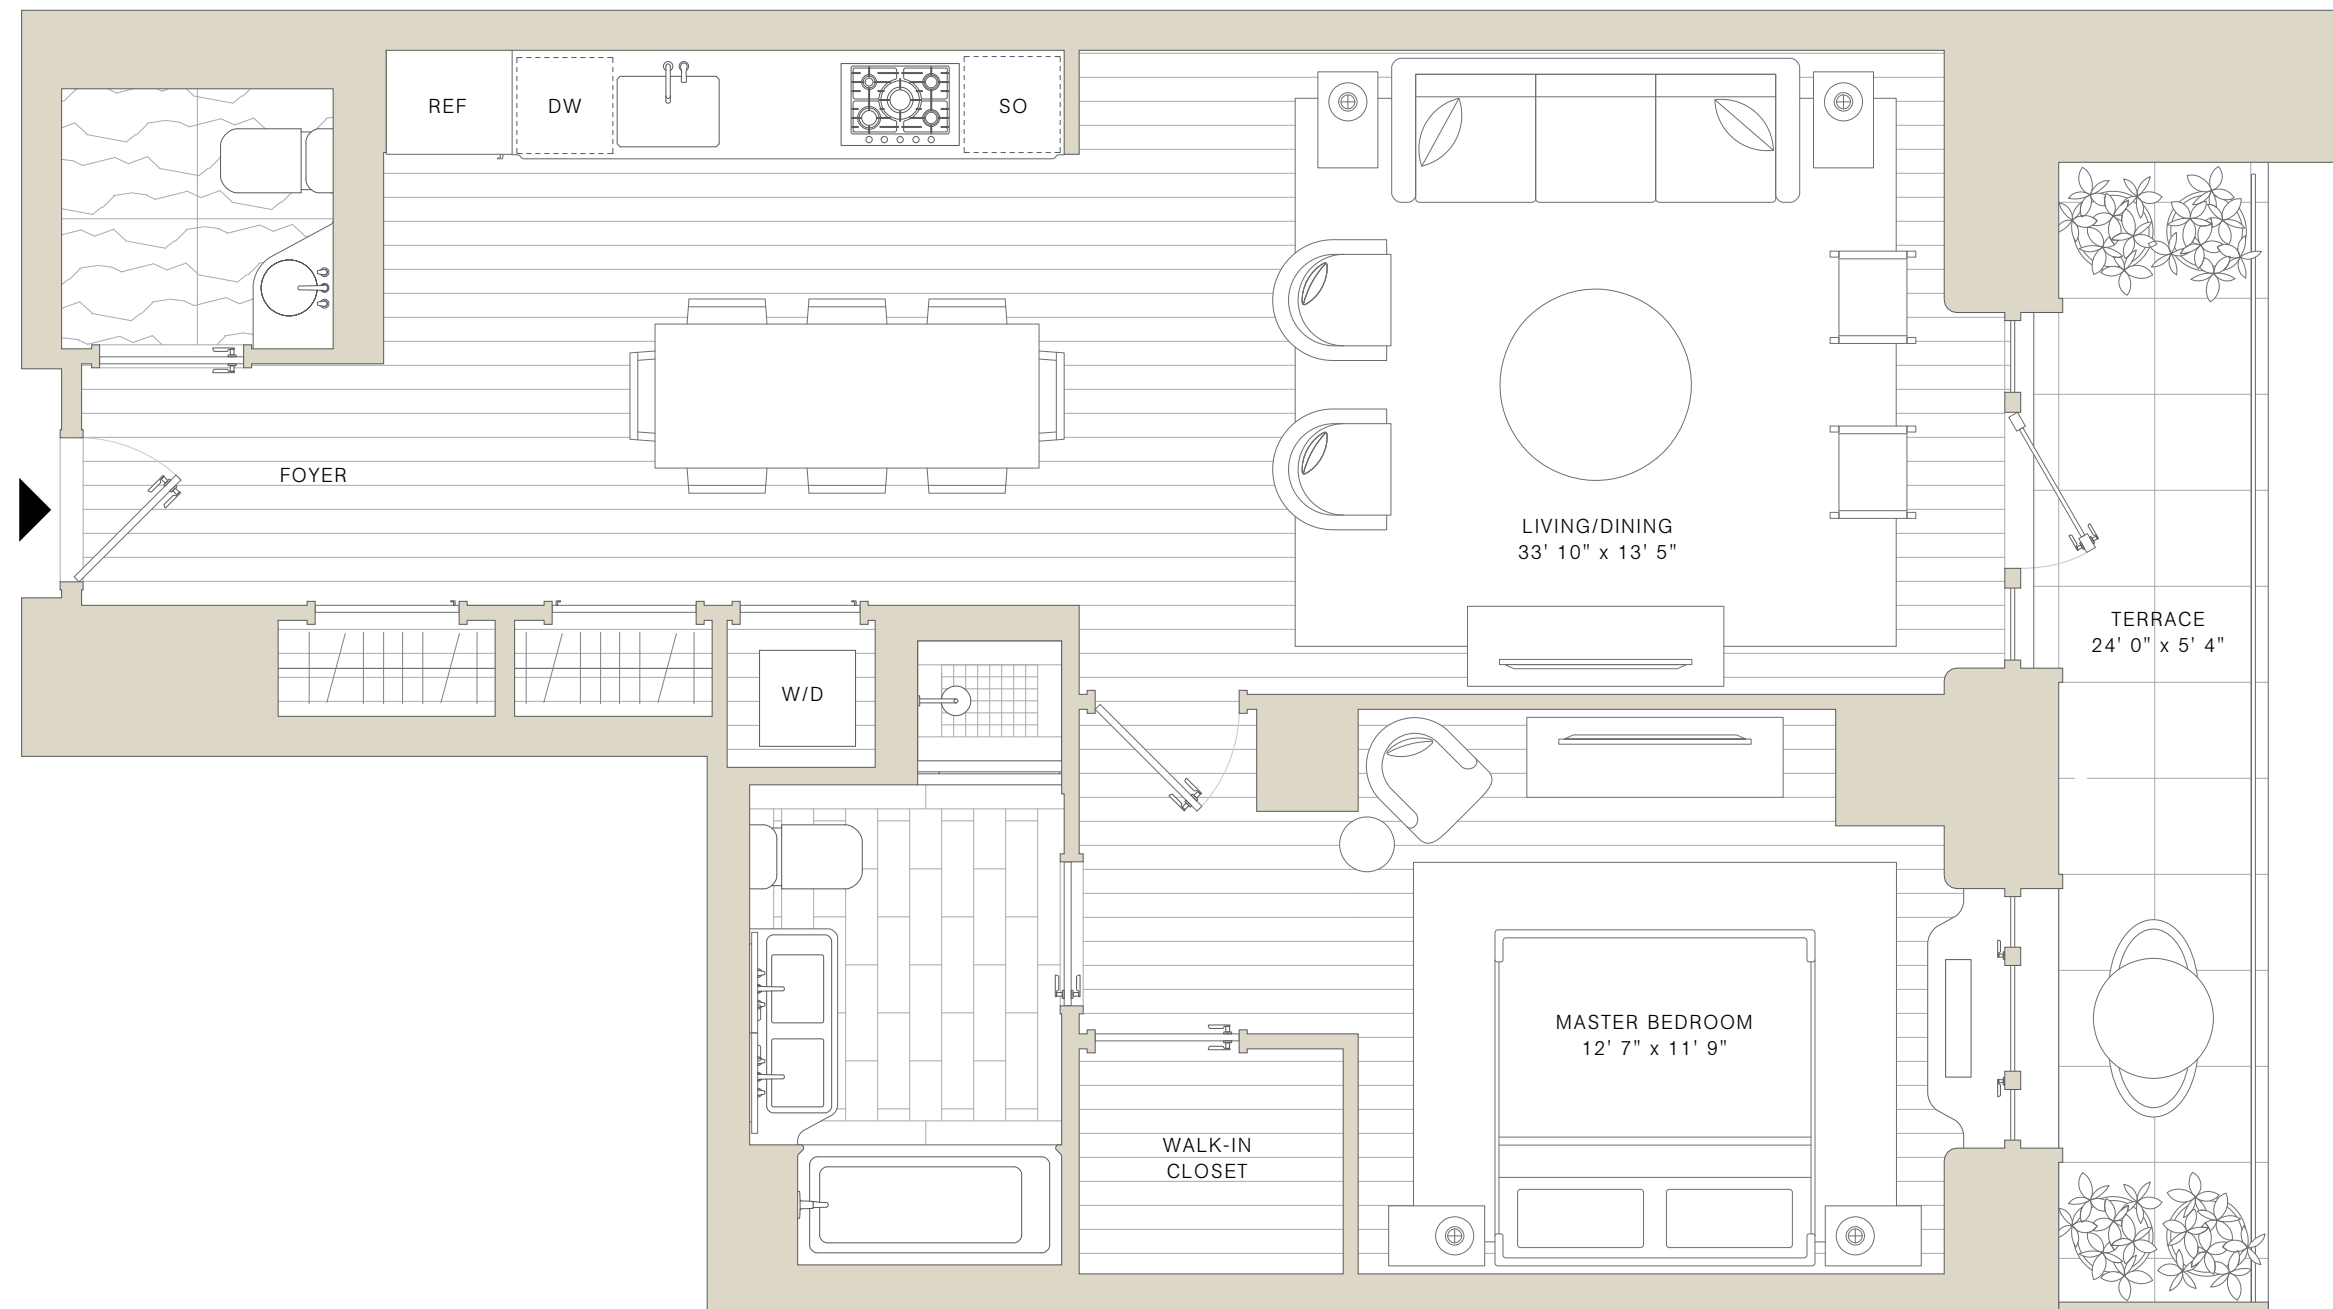 REF
DW
SO
FOYER
LIVING/DINING
33' 10" x 13' 5"
TERRACE
24' 0" x 5' 4"
W/D
MASTER BEDROOM
12' 7" x 11' 9"
WALK-IN
CLOSET